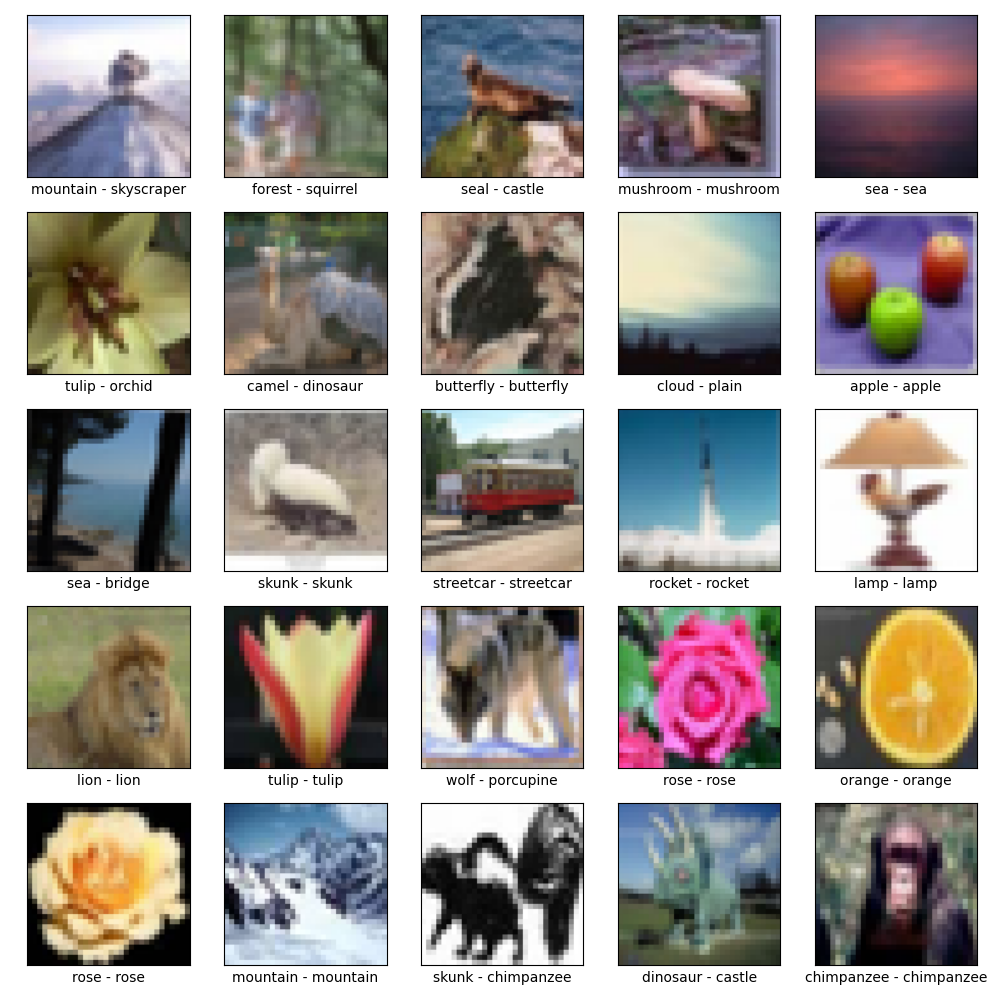 mountain - skyscraper
forest - squirrel
seal - castle
mushroom - mushroom
sea - sea
tulip - orchid
camel - dinosaur
butterfly - butterfly
cloud - plain
apple - apple
sea - bridge
skunk - skunk
streetcar - streetcar
rocket - rocket
lamp - lamp
lion - lion
tulip - tulip
wolf - porcupine
rose - rose
orange - orange
rose - rose
mountain - mountain
skunk - chimpanzee
dinosaur - castle
chimpanzee - chimpanzee